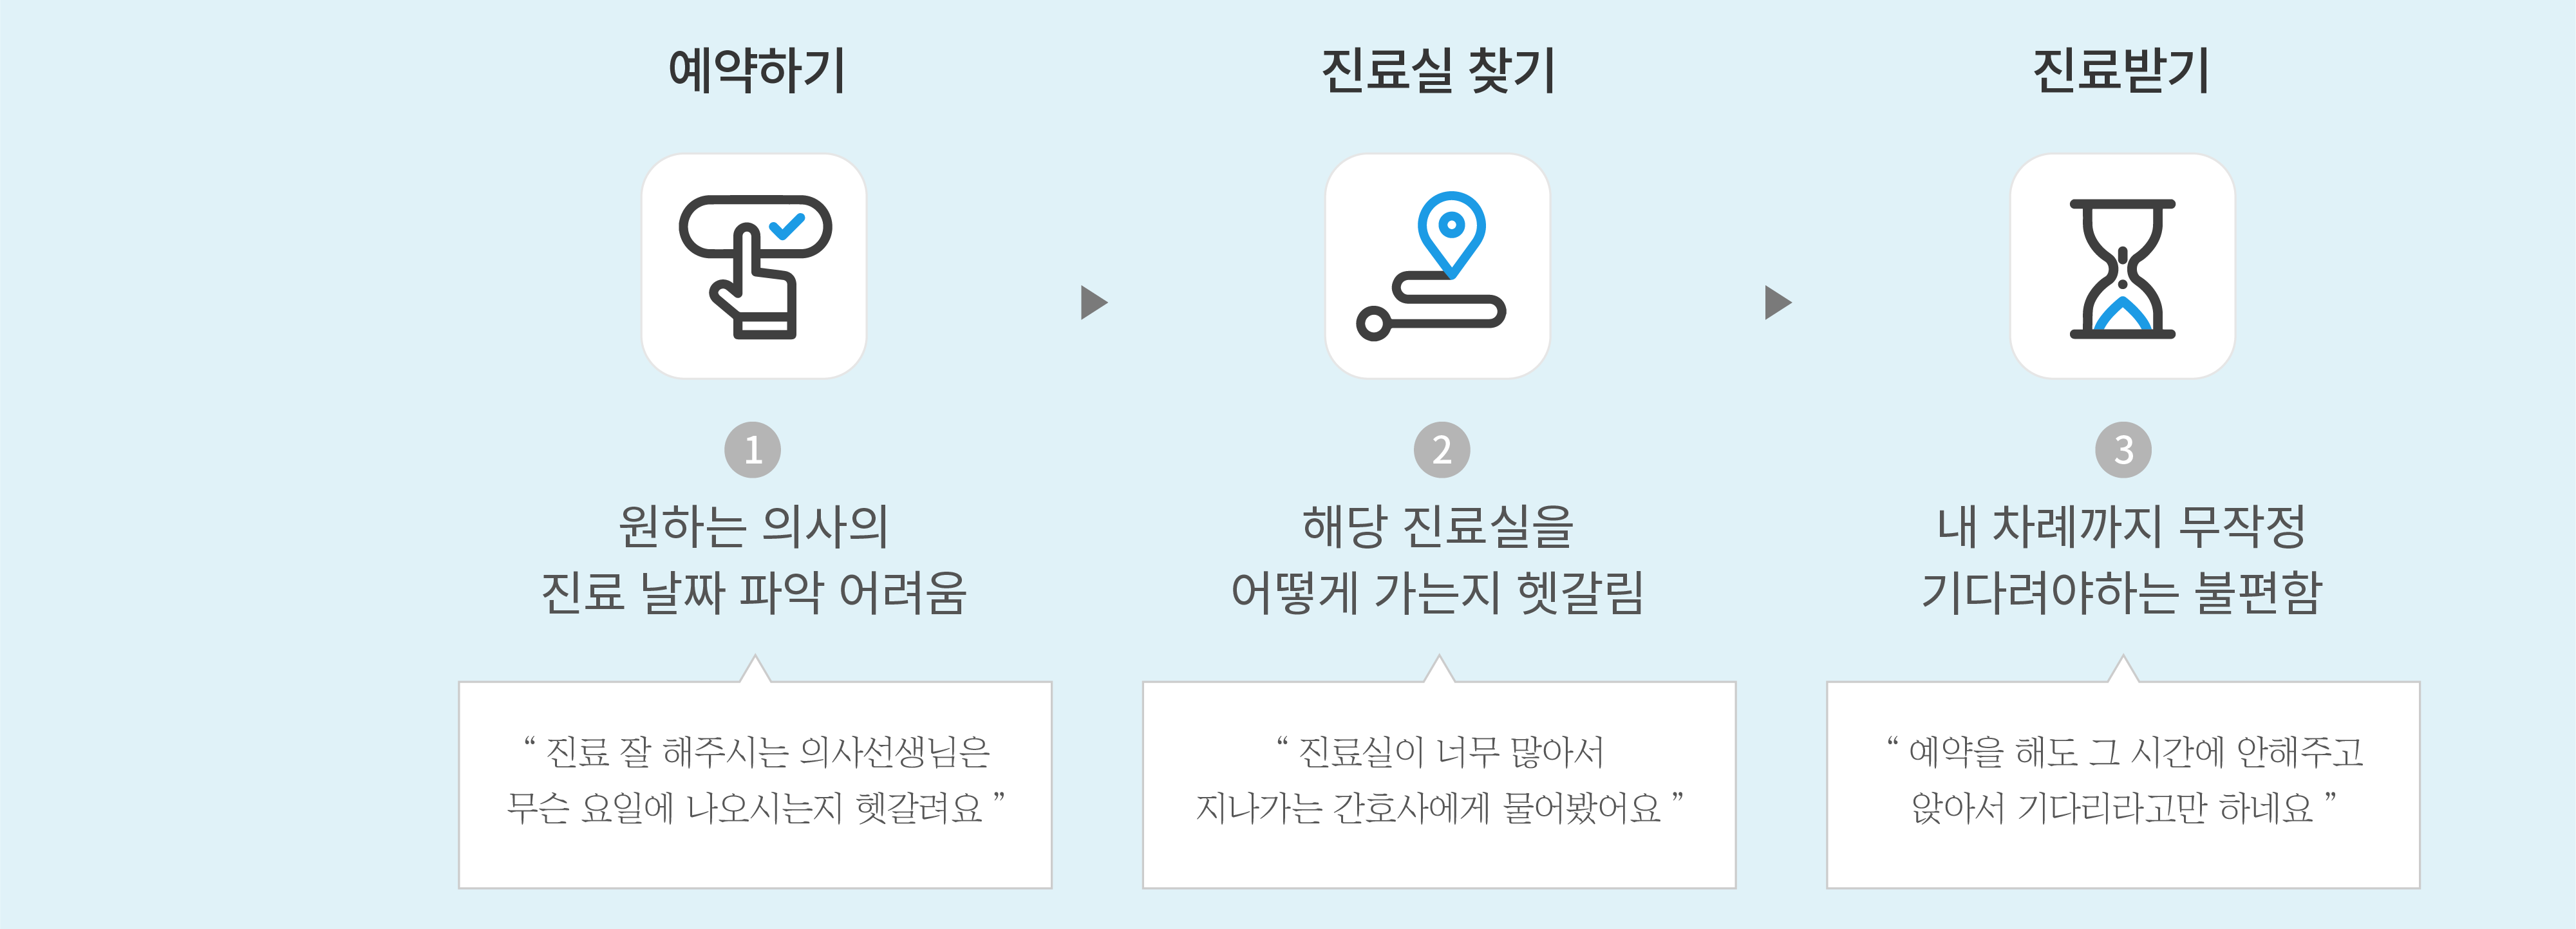 예약하기
진료실 찾기
진료받기
1
원하는 의사의
진료 날짜 파악 어려움
“ 진료 잘 해주시는 의사선생님은
무슨 요일에 나오시는지 헷갈려요 ”
2
해당 진료실을
어떻게 가는지 헷갈림
“ 진료실이 너무 많아서
지나가는 간호사에게 물어봤어요 ”
3
내 차례까지 무작정
기다려야하는 불편함
“ 예약을 해도 그 시간에 안해주고
앉아서 기다리라고만 하네요 ”